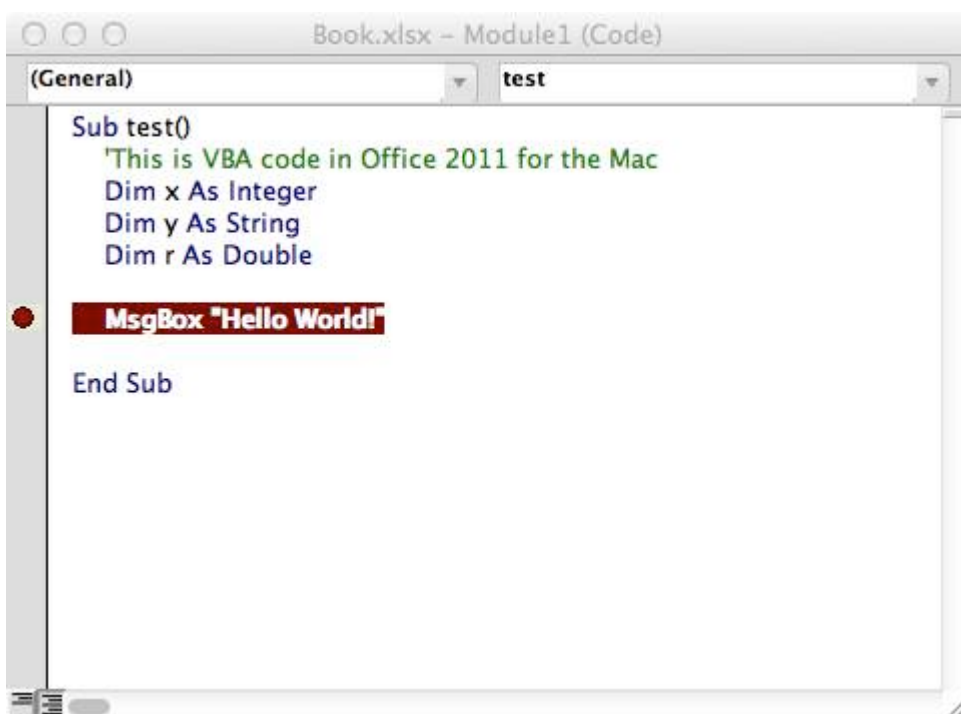 Book.xlsx – Module1 (Code)
(General) test
Sub test()
'This is VBA code in Office 2011 for the Mac
Dim x As Integer
Dim y As String
Dim r As Double
MsgBox "Hello World!"
End Sub